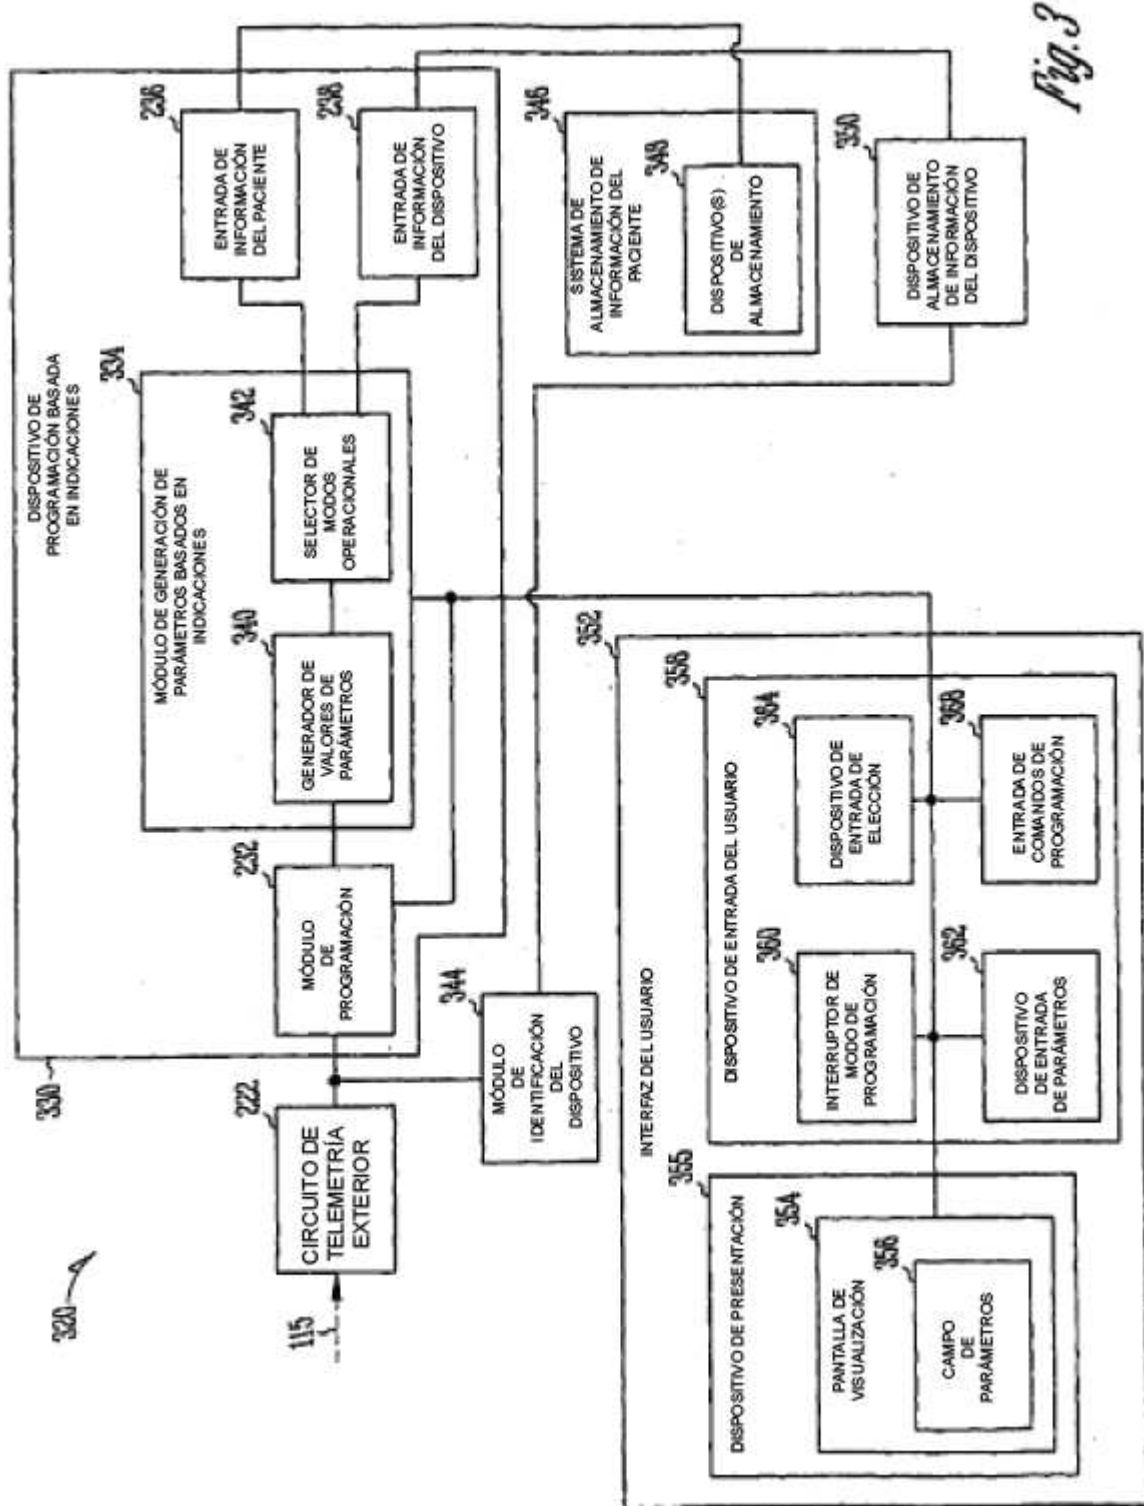 320
115
222
CIRCUITO DE
TELEMETRÍA
EXTERIOR
330
DISPOSITIVO DE
PROGRAMACIÓN BASADA
EN INDICACIONES
232
MÓDULO
DE
PROGRAMACIÓN
334
MÓDULO DE GENERACIÓN DE
PARÁMETROS BASADOS EN
INDICACIONES
340
GENERADOR DE
VALORES DE
PARÁMETROS
342
SELECTOR DE
MODOS
OPERACIONALES
236
ENTRADA DE
INFORMACIÓN
DEL PACIENTE
238
ENTRADA DE
INFORMACIÓN
DEL DISPOSITIVO
344
MÓDULO
DE
IDENTIFICACIÓN
DEL
DISPOSITIVO
346
SISTEMA DE
ALMACENAMIENTO DE
INFORMACIÓN DEL
PACIENTE
348
DISPOSITIVO(S)
DE
ALMACENAMIENTO
350
DISPOSITIVO DE
ALMACENAMIENTO
DE INFORMACIÓN
DEL DISPOSITIVO
352
INTERFAZ DEL USUARIO
355
DISPOSITIVO DE PRESENTACIÓN
354
PANTALLA DE
VISUALIZACIÓN
356
CAMPO
DE
PARÁMETROS
358
DISPOSITIVO DE ENTRADA DEL USUARIO
360
INTERRUPTOR DE
MODO DE
PROGRAMACIÓN
364
DISPOSITIVO DE
ENTRADA DE
ELECCIÓN
362
DISPOSITIVO
DE ENTRADA
DE PARÁMETROS
368
ENTRADA DE
COMANDOS DE
PROGRAMACIÓN
Fig. 3